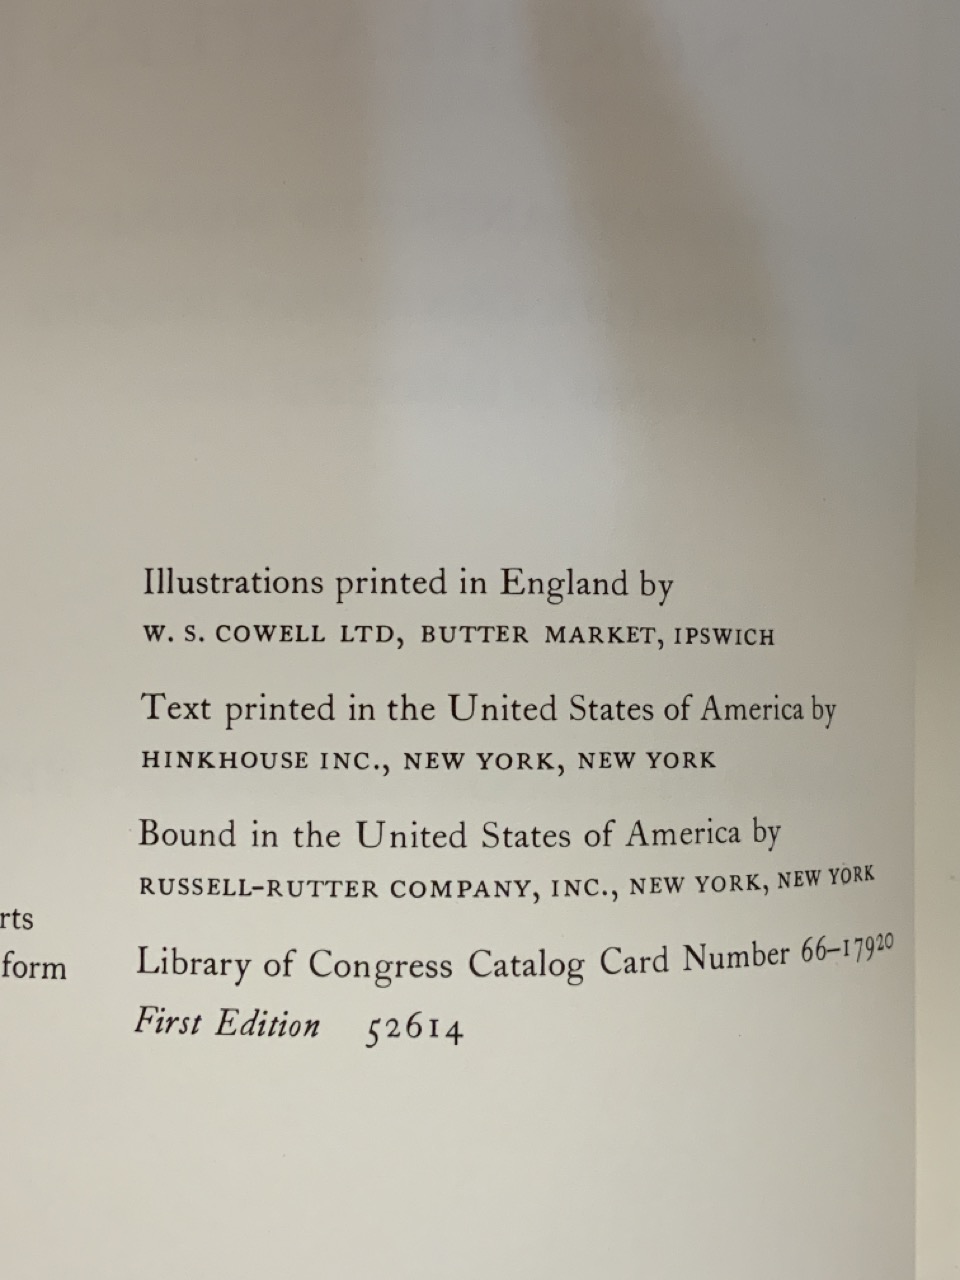 Illustrations printed in England by
W. S. COWELL LTD, BUTTER MARKET, IPSWICH
Text printed in the United States of America by
HINKHOUSE INC., NEW YORK, NEW YORK
Bound in the United States of America by
RUSSELL-RUTTER COMPANY, INC., NEW YORK, NEW YORK
rts
form
Library of Congress Catalog Card Number 66-17920
First Edition 52614